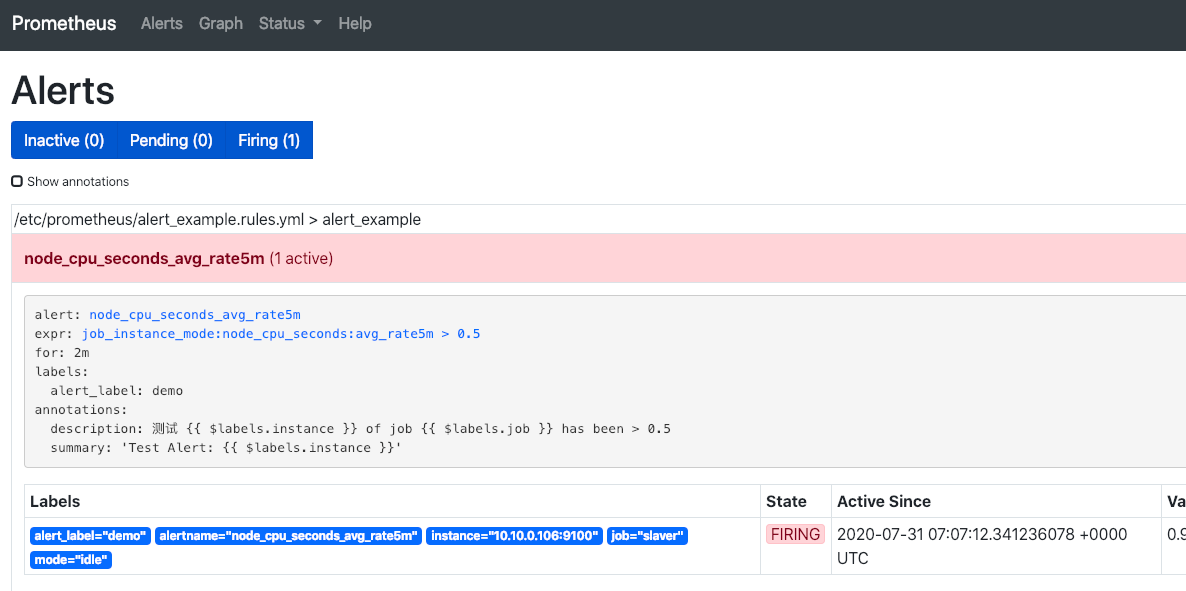 Prometheus Alerts Graph Status Help
Alerts
Inactive (0) Pending (0) Firing (1)
Show annotations
/etc/prometheus/alert_example.rules.yml > alert_example
node_cpu_seconds_avg_rate5m (1 active)
alert: node_cpu_seconds_avg_rate5m
expr: job_instance_mode:node_cpu_seconds:avg_rate5m > 0.5
for: 2m
labels:
alert_label: demo
annotations:
description: 测试 {{ $labels.instance }} of job {{ $labels.job }} has been > 0.5
summary: 'Test Alert: {{ $labels.instance }}'
Labels State Active Since
alert_label="demo" alertname="node_cpu_seconds_avg_rate5m" instance="10.10.0.106:9100" job="slaver" FIRING 2020-07-31 07:07:12.341236078 +0000
mode="idle" UTC